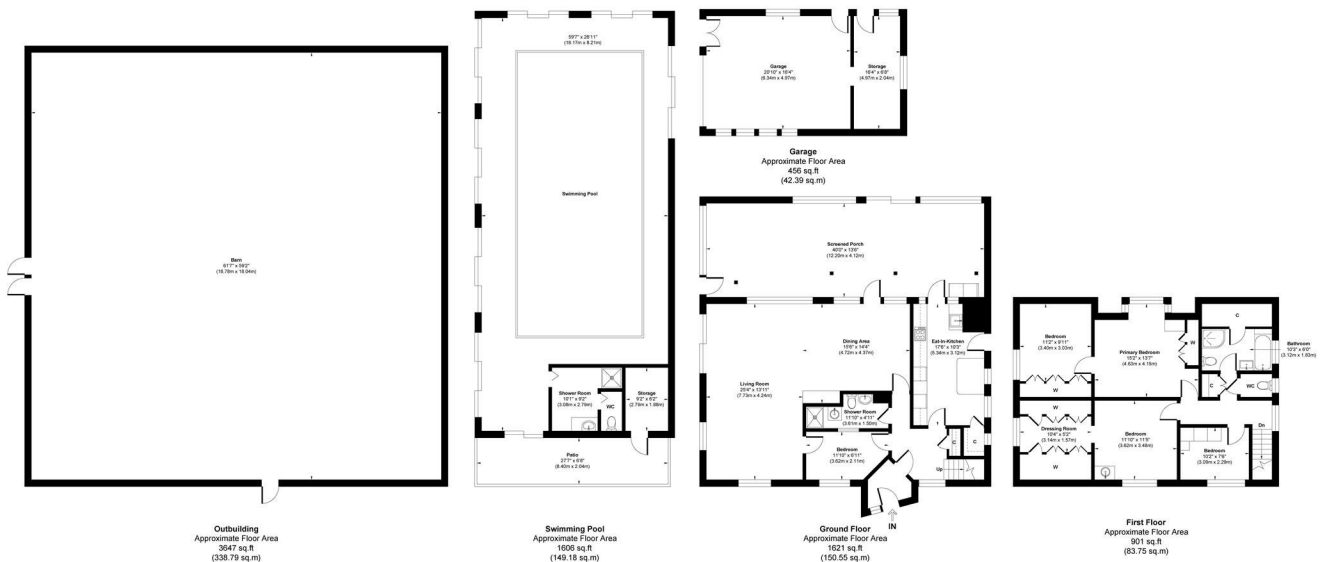 Barn
61'7" x 59'2"
(18.78m x 18.04m)
Outbuilding
Approximate Floor Area
3647 sq.ft
(338.79 sq.m)
59'7" x 26'11"
(18.17m x 8.21m)
Swimming Pool
Shower Room
10'1" x 9'2"
(3.08m x 2.79m)
WC
Storage
9'2" x 6'2"
(2.79m x 1.88m)
Patio
27'7" x 6'8"
(8.40m x 2.04m)
Swimming Pool
Approximate Floor Area
1606 sq.ft
(149.18 sq.m)
Garage
20'10" x 16'4"
(6.34m x 4.97m)
Storage
16'4" x 6'8"
(4.97m x 2.04m)
Garage
Approximate Floor Area
456 sq.ft
(42.39 sq.m)
Screened Porch
40'0" x 13'6"
(12.20m x 4.12m)
Dining Area
15'6" x 14'4"
(4.72m x 4.37m)
Eat-In-Kitchen
17'6" x 10'3"
(5.34m x 3.12m)
Living Room
25'4" x 13'11"
(7.73m x 4.24m)
Shower Room
11'10" x 4'11"
(3.61m x 1.50m)
Bedroom
11'10" x 6'11"
(3.62m x 2.11m)
C
C
Up
IN
Ground Floor
Approximate Floor Area
1621 sq.ft
(150.55 sq.m)
Bedroom
11'2" x 9'11"
(3.40m x 3.03m)
W
Primary Bedroom
15'2" x 13'7"
(4.63m x 4.15m)
W
C
Bathroom
10'3" x 6'0"
(3.12m x 1.83m)
C
WC
W
Dressing Room
10'4" x 5'2"
(3.14m x 1.57m)
W
Bedroom
11'10" x 11'5"
(3.62m x 3.48m)
Bedroom
10'2" x 7'6"
(3.09m x 2.29m)
Dn
First Floor
Approximate Floor Area
901 sq.ft
(83.75 sq.m)